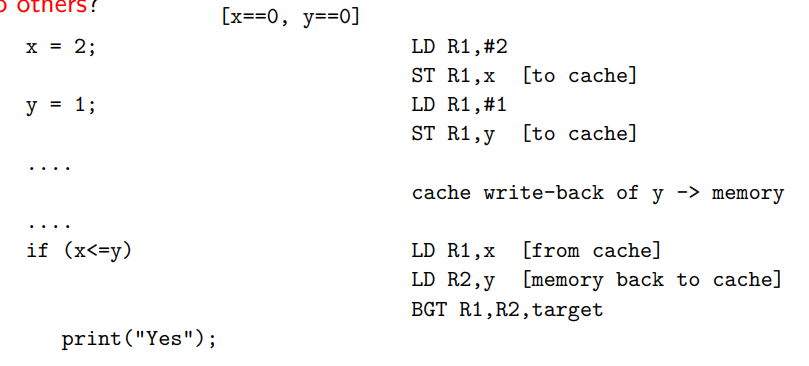 o others?
[x==0, y==0]
x = 2; LD R1,#2
ST R1,x [to cache]
y = 1; LD R1,#1
ST R1,y [to cache]
....
cache write-back of y -> memory
....
if (x<=y) LD R1,x [from cache]
LD R2,y [memory back to cache]
BGT R1,R2,target
print("Yes");